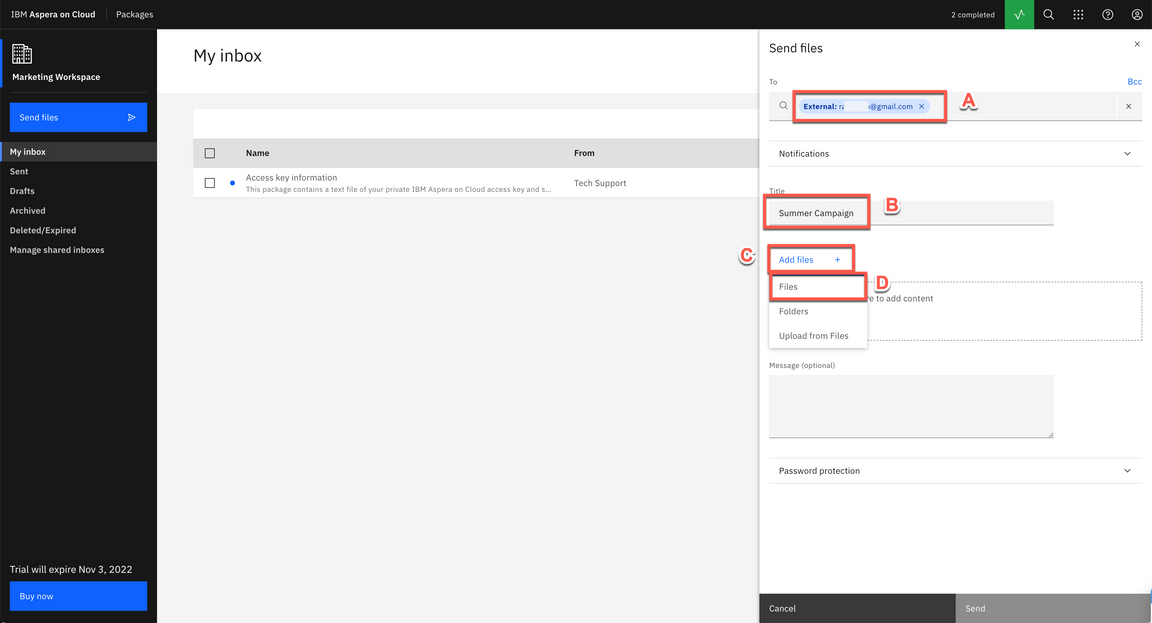 IBM Aspera on Cloud
Packages
2 completed
Marketing Workspace
Send files
My inbox
Sent
Drafts
Archived
Deleted/Expired
Manage shared inboxes
Trial will expire Nov 3, 2022
Buy now
My inbox
Name From
Access key information
This package contains a text file of your private IBM Aspera on Cloud access key and s...
Tech Support
Send files
To
Bcc
External: @gmail.com
A
Notifications
Title
Summer Campaign
B
C
Add files +
Files
D
to add content
Folders
Upload from Files
Message (optional)
Password protection
Cancel
Send